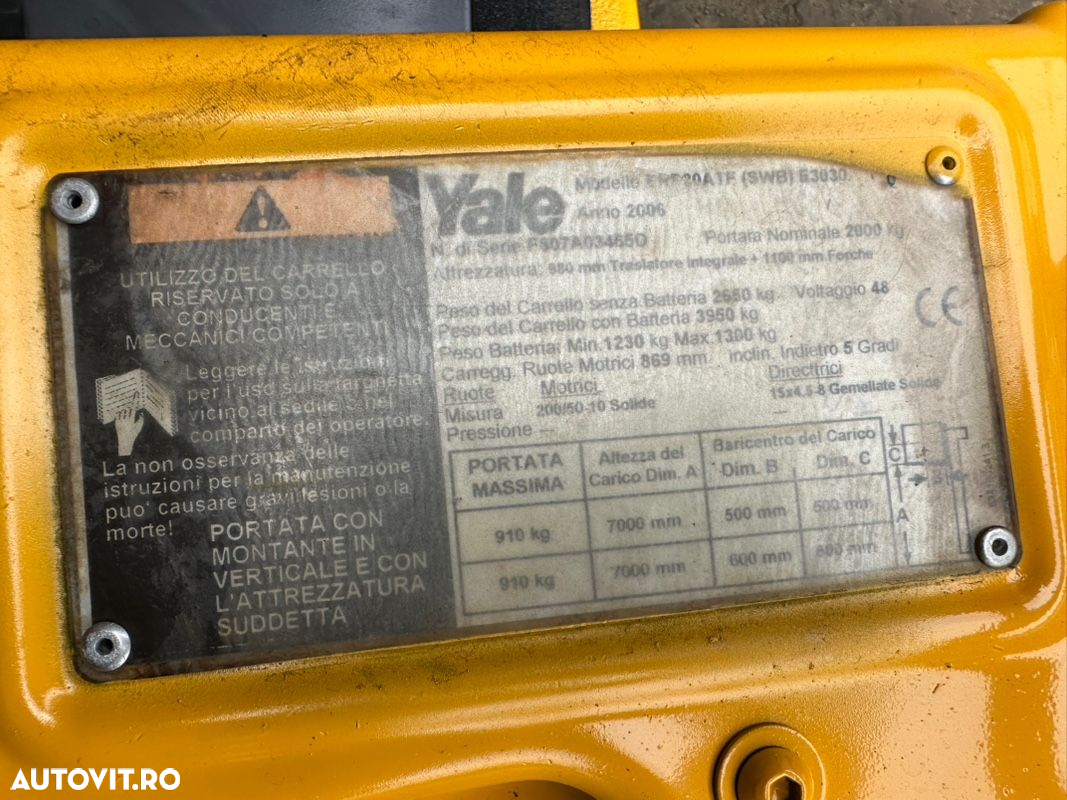 UTILIZZO DEL CARRELLO
RISERVATO SOLO A
CONDUCENTI E
MECCANICI COMPETENTI
Leggere le istruzioni
per l'uso sulla targhetta
vicino al sedile o nel
comparto del operatore
La non osservanza delle
istruzioni per la manutenzione
puo' causare gravi lesioni o la
morte!
PORTATA CON
MONTANTE IN
VERTICALE E CON
L'ATTREZZATURA
SUDDETTA
Yale
Modello (SWB)
Anno 2006
N. di Serie Portata Nominale 2000 kg
Attrezzatura: 980 mm Traslatore Integrale + 1100 mm Forche
Peso del Carrello senza Batteria 2650 kg Voltaggio 48
Peso del Carrello con Batteria 3950 kg
Peso Batteria: Min.1230 kg Max.1300 kg
Carregg. Ruote Motrici 869 mm inclin. Indietro 5 Gradi
Ruote Motrici Direttrici
Misura 200/50-10 Solide 15x4.5-8 Gemellate Solide
Pressione — —
CE
PORTATA MASSIMA Altezza del Carico Dim. A Baricentro del Carico
Dim. B Dim. C
910 kg 7000 mm 500 mm 500 mm
910 kg 7000 mm 600 mm 600 mm
C
B
A
AUTOVIT.RO